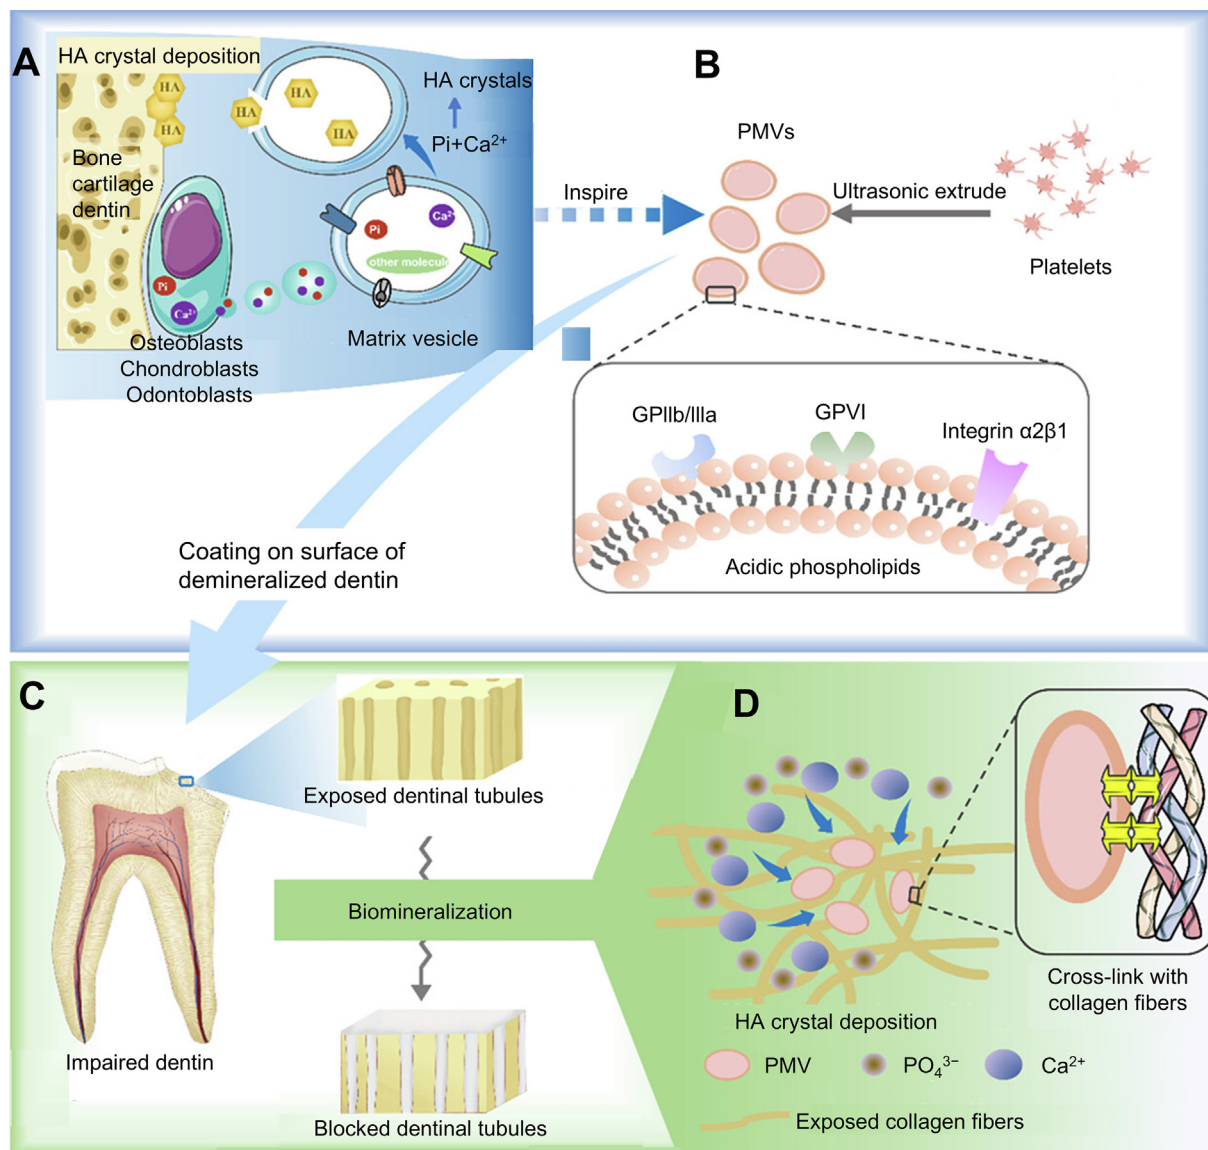 A
HA crystal deposition
HA
HA
HA
HA
HA
HA crystals
Pi+Ca²⁺
Bone
cartilage
dentin
Pi
Ca²⁺
Pi
Ca²⁺
other molecul
Osteoblasts
Chondroblasts
Odontoblasts
Matrix vesicle
Inspire
B
PMVs
Ultrasonic extrude
Platelets
GPIIb/IIIa
GPVI
Integrin α2β1
Acidic phospholipids
Coating on surface of
demineralized dentin
C
Exposed dentinal tubules
Biomineralization
Impaired dentin
Blocked dentinal tubules
D
Cross-link with
collagen fibers
HA crystal deposition
PMV
PO₄³⁻
Ca²⁺
Exposed collagen fibers